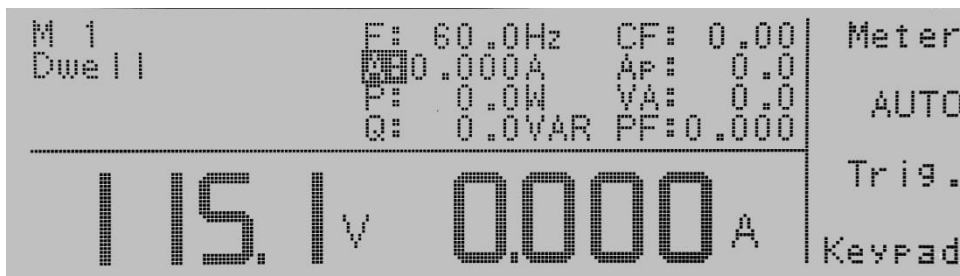 M 1
Dwell
F: 60.0Hz CF: 0.00
A:0.000A Ap: 0.0
P: 0.0W VA: 0.0
Q: 0.0VAR PF:0.000
115.1V 0.000A
Meter
AUTO
Trig.
Keypad